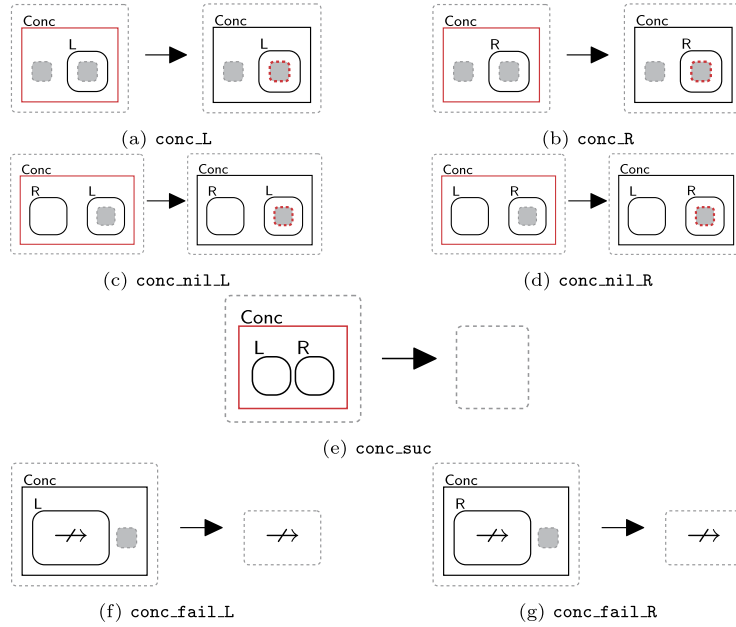 Conc Conc Conc Conc
L L R R
(a) conc_L (b) conc_R
Conc Conc Conc Conc
R L R L L R L R
(c) conc_nil_L (d) conc_nil_R
Conc
L R
(e) conc_suc
Conc Conc
L R
(f) conc_fail_L (g) conc_fail_R